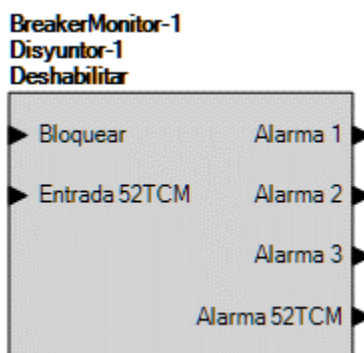 BreakerMonitor-1
Disyuntor-1
Deshabilitar
Bloquear Alarma 1
Entrada 52TCM Alarma 2
Alarma 3
Alarma 52TCM